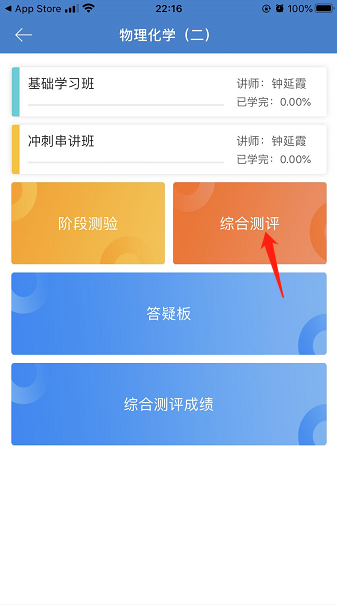 App Store 22:16 100%
物理化学（二）
基础学习班 讲师：钟延霞
已学完：0.00%
冲刺串讲班 讲师：钟延霞
已学完：0.00%
阶段测验 综合测评
答疑板
综合测评成绩